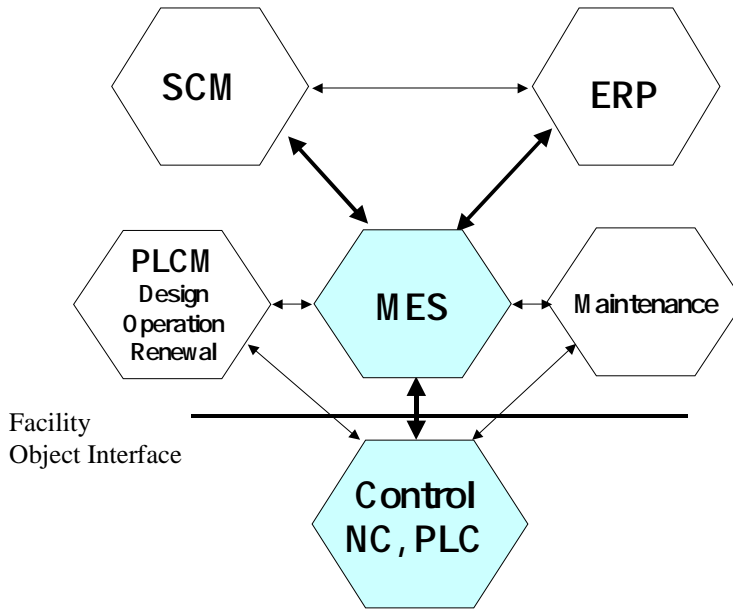 SCM
ERP
PLCM
Design
Operation
Renewal
MES
Maintenance
Facility
Object Interface
Control
NC, PLC